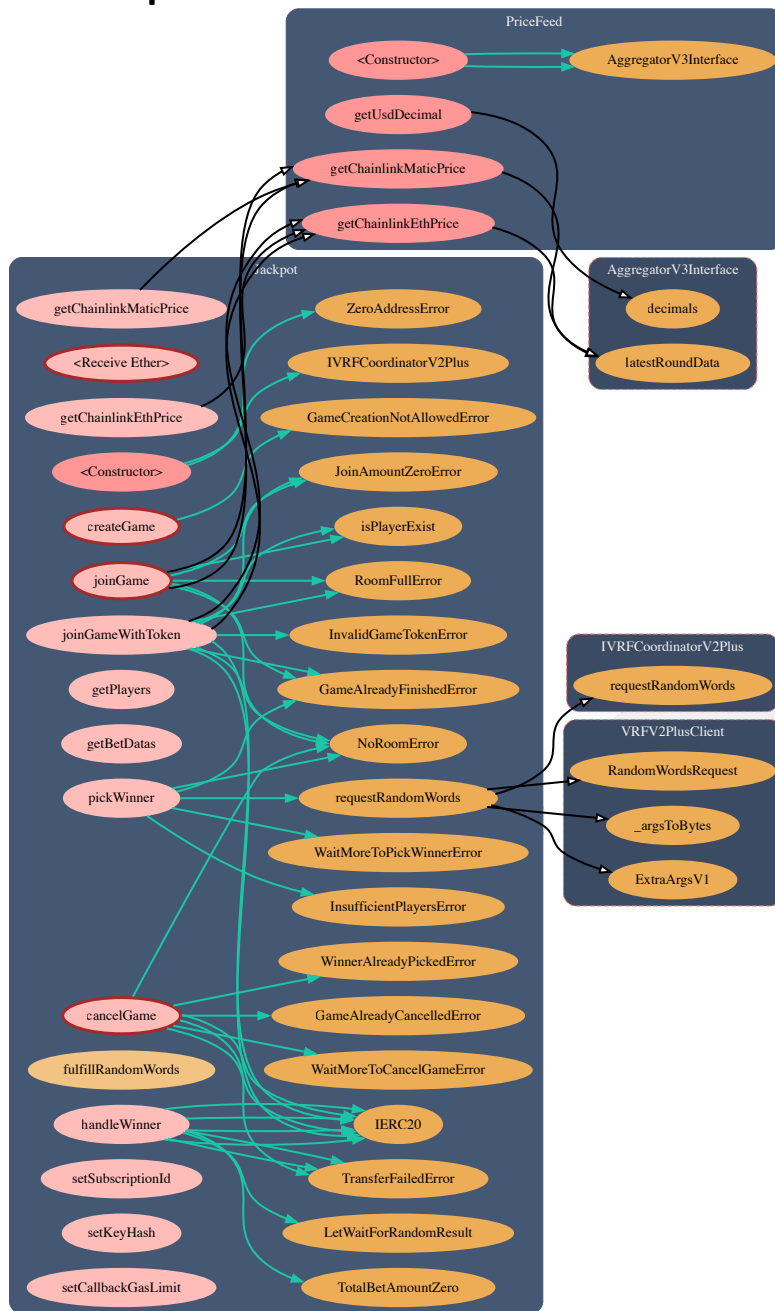 PriceFeed
<Constructor>
AggregatorV3Interface
getUsdDecimal
getChainlinkMaticPrice
getChainlinkEthPrice
Jackpot
AggregatorV3Interface
getChainlinkMaticPrice
ZeroAddressError
decimals
<Receive Ether>
IVRFCoordinatorV2Plus
latestRoundData
getChainlinkEthPrice
GameCreationNotAllowedError
<Constructor>
JoinAmountZeroError
createGame
isPlayerExist
joinGame
RoomFullError
joinGameWithToken
InvalidGameTokenError
IVRFCoordinatorV2Plus
getPlayers
GameAlreadyFinishedError
requestRandomWords
getBetDatas
NoRoomError
VRFV2PlusClient
pickWinner
requestRandomWords
RandomWordsRequest
WaitMoreToPickWinnerError
_argsToBytes
InsufficientPlayersError
ExtraArgsV1
WinnerAlreadyPickedError
cancelGame
GameAlreadyCancelledError
fulfillRandomWords
WaitMoreToCancelGameError
handleWinner
IERC20
setSubscriptionId
TransferFailedError
setKeyHash
LetWaitForRandomResult
setCallbackGasLimit
TotalBetAmountZero